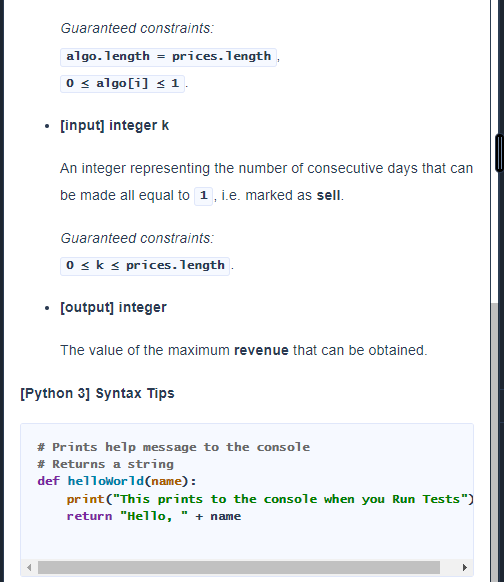 Guaranteed constraints:
algo.length = prices.length,
0 ≤ algo[i] ≤ 1.
• [input] integer k
An integer representing the number of consecutive days that can
be made all equal to 1, i.e. marked as sell.
Guaranteed constraints:
0 ≤ k ≤ prices.length.
• [output] integer
The value of the maximum revenue that can be obtained.
[Python 3] Syntax Tips
# Prints help message to the console
# Returns a string
def helloWorld(name):
    print("This prints to the console when you Run Tests")
    return "Hello, " + name